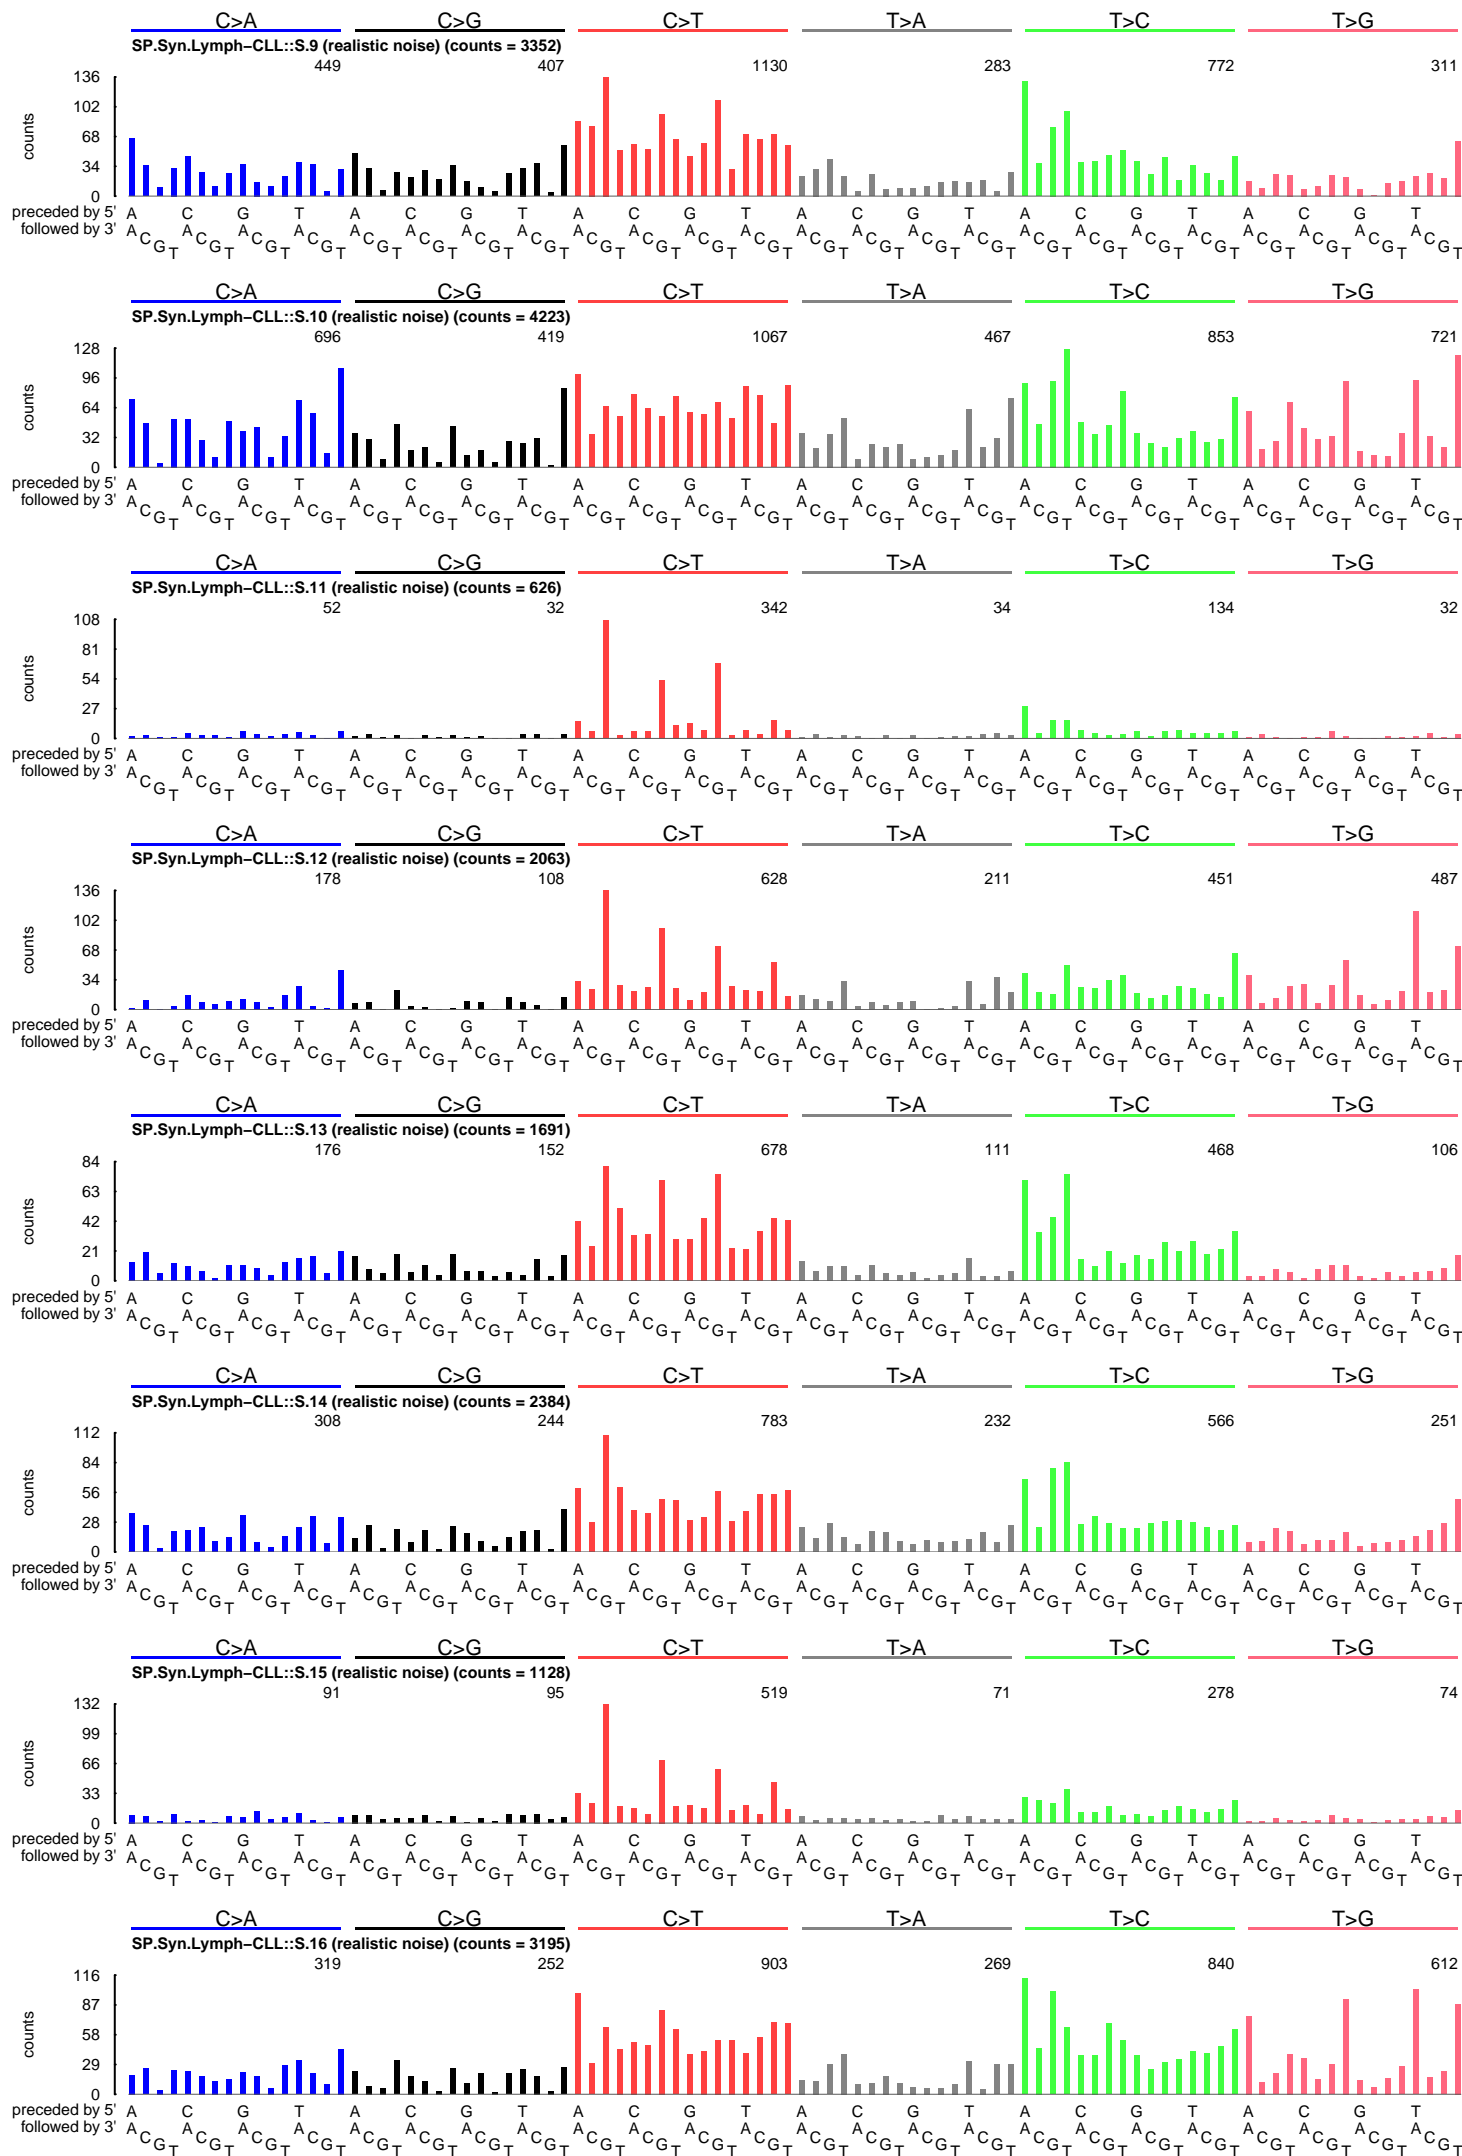 C>A C>G C>T T>A T>C T>G
SP.Syn.Lymph−CLL::S.9 (realistic noise) (counts = 3352)
449 407 1130 283 772 311
136
102
68
34
0
counts
preceded by 5' A C G T A C G T A C G T A C G T A C G T A C G T
followed by 3' A C G T A C G T A C G T A C G T A C G T A C G T A C G T A C G T A C G T A C G T A C G T A C G T A C G T A C G T A C G T A C G T A C G T A C G T A C G T A C G T A C G T A C G T A C G T A C G T
C>A C>G C>T T>A T>C T>G
SP.Syn.Lymph−CLL::S.10 (realistic noise) (counts = 4223)
696 419 1067 467 853 721
128
96
64
32
0
counts
preceded by 5' A C G T A C G T A C G T A C G T A C G T A C G T
followed by 3' A C G T A C G T A C G T A C G T A C G T A C G T A C G T A C G T A C G T A C G T A C G T A C G T A C G T A C G T A C G T A C G T A C G T A C G T A C G T A C G T A C G T A C G T A C G T A C G T
C>A C>G C>T T>A T>C T>G
SP.Syn.Lymph−CLL::S.11 (realistic noise) (counts = 626)
52 32 342 34 134 32
108
81
54
27
0
counts
preceded by 5' A C G T A C G T A C G T A C G T A C G T A C G T
followed by 3' A C G T A C G T A C G T A C G T A C G T A C G T A C G T A C G T A C G T A C G T A C G T A C G T A C G T A C G T A C G T A C G T A C G T A C G T A C G T A C G T A C G T A C G T A C G T A C G T
C>A C>G C>T T>A T>C T>G
SP.Syn.Lymph−CLL::S.12 (realistic noise) (counts = 2063)
178 108 628 211 451 487
136
102
68
34
0
counts
preceded by 5' A C G T A C G T A C G T A C G T A C G T A C G T
followed by 3' A C G T A C G T A C G T A C G T A C G T A C G T A C G T A C G T A C G T A C G T A C G T A C G T A C G T A C G T A C G T A C G T A C G T A C G T A C G T A C G T A C G T A C G T A C G T A C G T
C>A C>G C>T T>A T>C T>G
SP.Syn.Lymph−CLL::S.13 (realistic noise) (counts = 1691)
176 152 678 111 468 106
84
63
42
21
0
counts
preceded by 5' A C G T A C G T A C G T A C G T A C G T A C G T
followed by 3' A C G T A C G T A C G T A C G T A C G T A C G T A C G T A C G T A C G T A C G T A C G T A C G T A C G T A C G T A C G T A C G T A C G T A C G T A C G T A C G T A C G T A C G T A C G T A C G T
C>A C>G C>T T>A T>C T>G
SP.Syn.Lymph−CLL::S.14 (realistic noise) (counts = 2384)
308 244 783 232 566 251
112
84
56
28
0
counts
preceded by 5' A C G T A C G T A C G T A C G T A C G T A C G T
followed by 3' A C G T A C G T A C G T A C G T A C G T A C G T A C G T A C G T A C G T A C G T A C G T A C G T A C G T A C G T A C G T A C G T A C G T A C G T A C G T A C G T A C G T A C G T A C G T A C G T
C>A C>G C>T T>A T>C T>G
SP.Syn.Lymph−CLL::S.15 (realistic noise) (counts = 1128)
91 95 519 71 278 74
132
99
66
33
0
counts
preceded by 5' A C G T A C G T A C G T A C G T A C G T A C G T
followed by 3' A C G T A C G T A C G T A C G T A C G T A C G T A C G T A C G T A C G T A C G T A C G T A C G T A C G T A C G T A C G T A C G T A C G T A C G T A C G T A C G T A C G T A C G T A C G T A C G T
C>A C>G C>T T>A T>C T>G
SP.Syn.Lymph−CLL::S.16 (realistic noise) (counts = 3195)
319 252 903 269 840 612
116
87
58
29
0
counts
preceded by 5' A C G T A C G T A C G T A C G T A C G T A C G T
followed by 3' A C G T A C G T A C G T A C G T A C G T A C G T A C G T A C G T A C G T A C G T A C G T A C G T A C G T A C G T A C G T A C G T A C G T A C G T A C G T A C G T A C G T A C G T A C G T A C G T